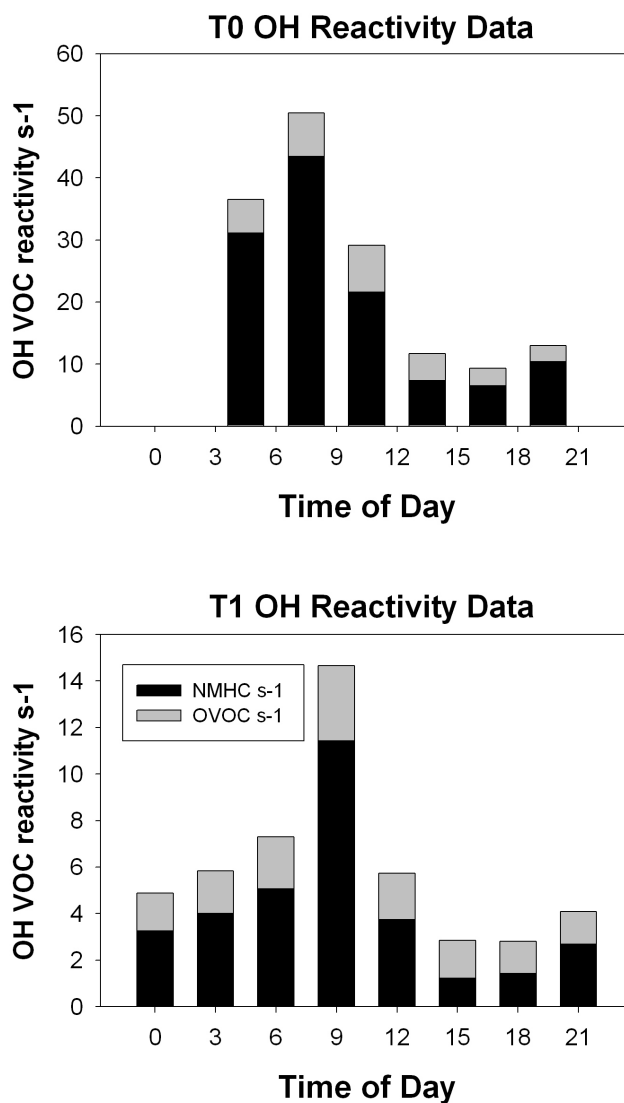 T0 OH Reactivity Data
60
50
40
30
20
10
0
OH VOC reactivity s-1
0 3 6 9 12 15 18 21
Time of Day
T1 OH Reactivity Data
16
14
12
10
8
6
4
2
0
OH VOC reactivity s-1
NMHC s-1
OVOC s-1
0 3 6 9 12 15 18 21
Time of Day